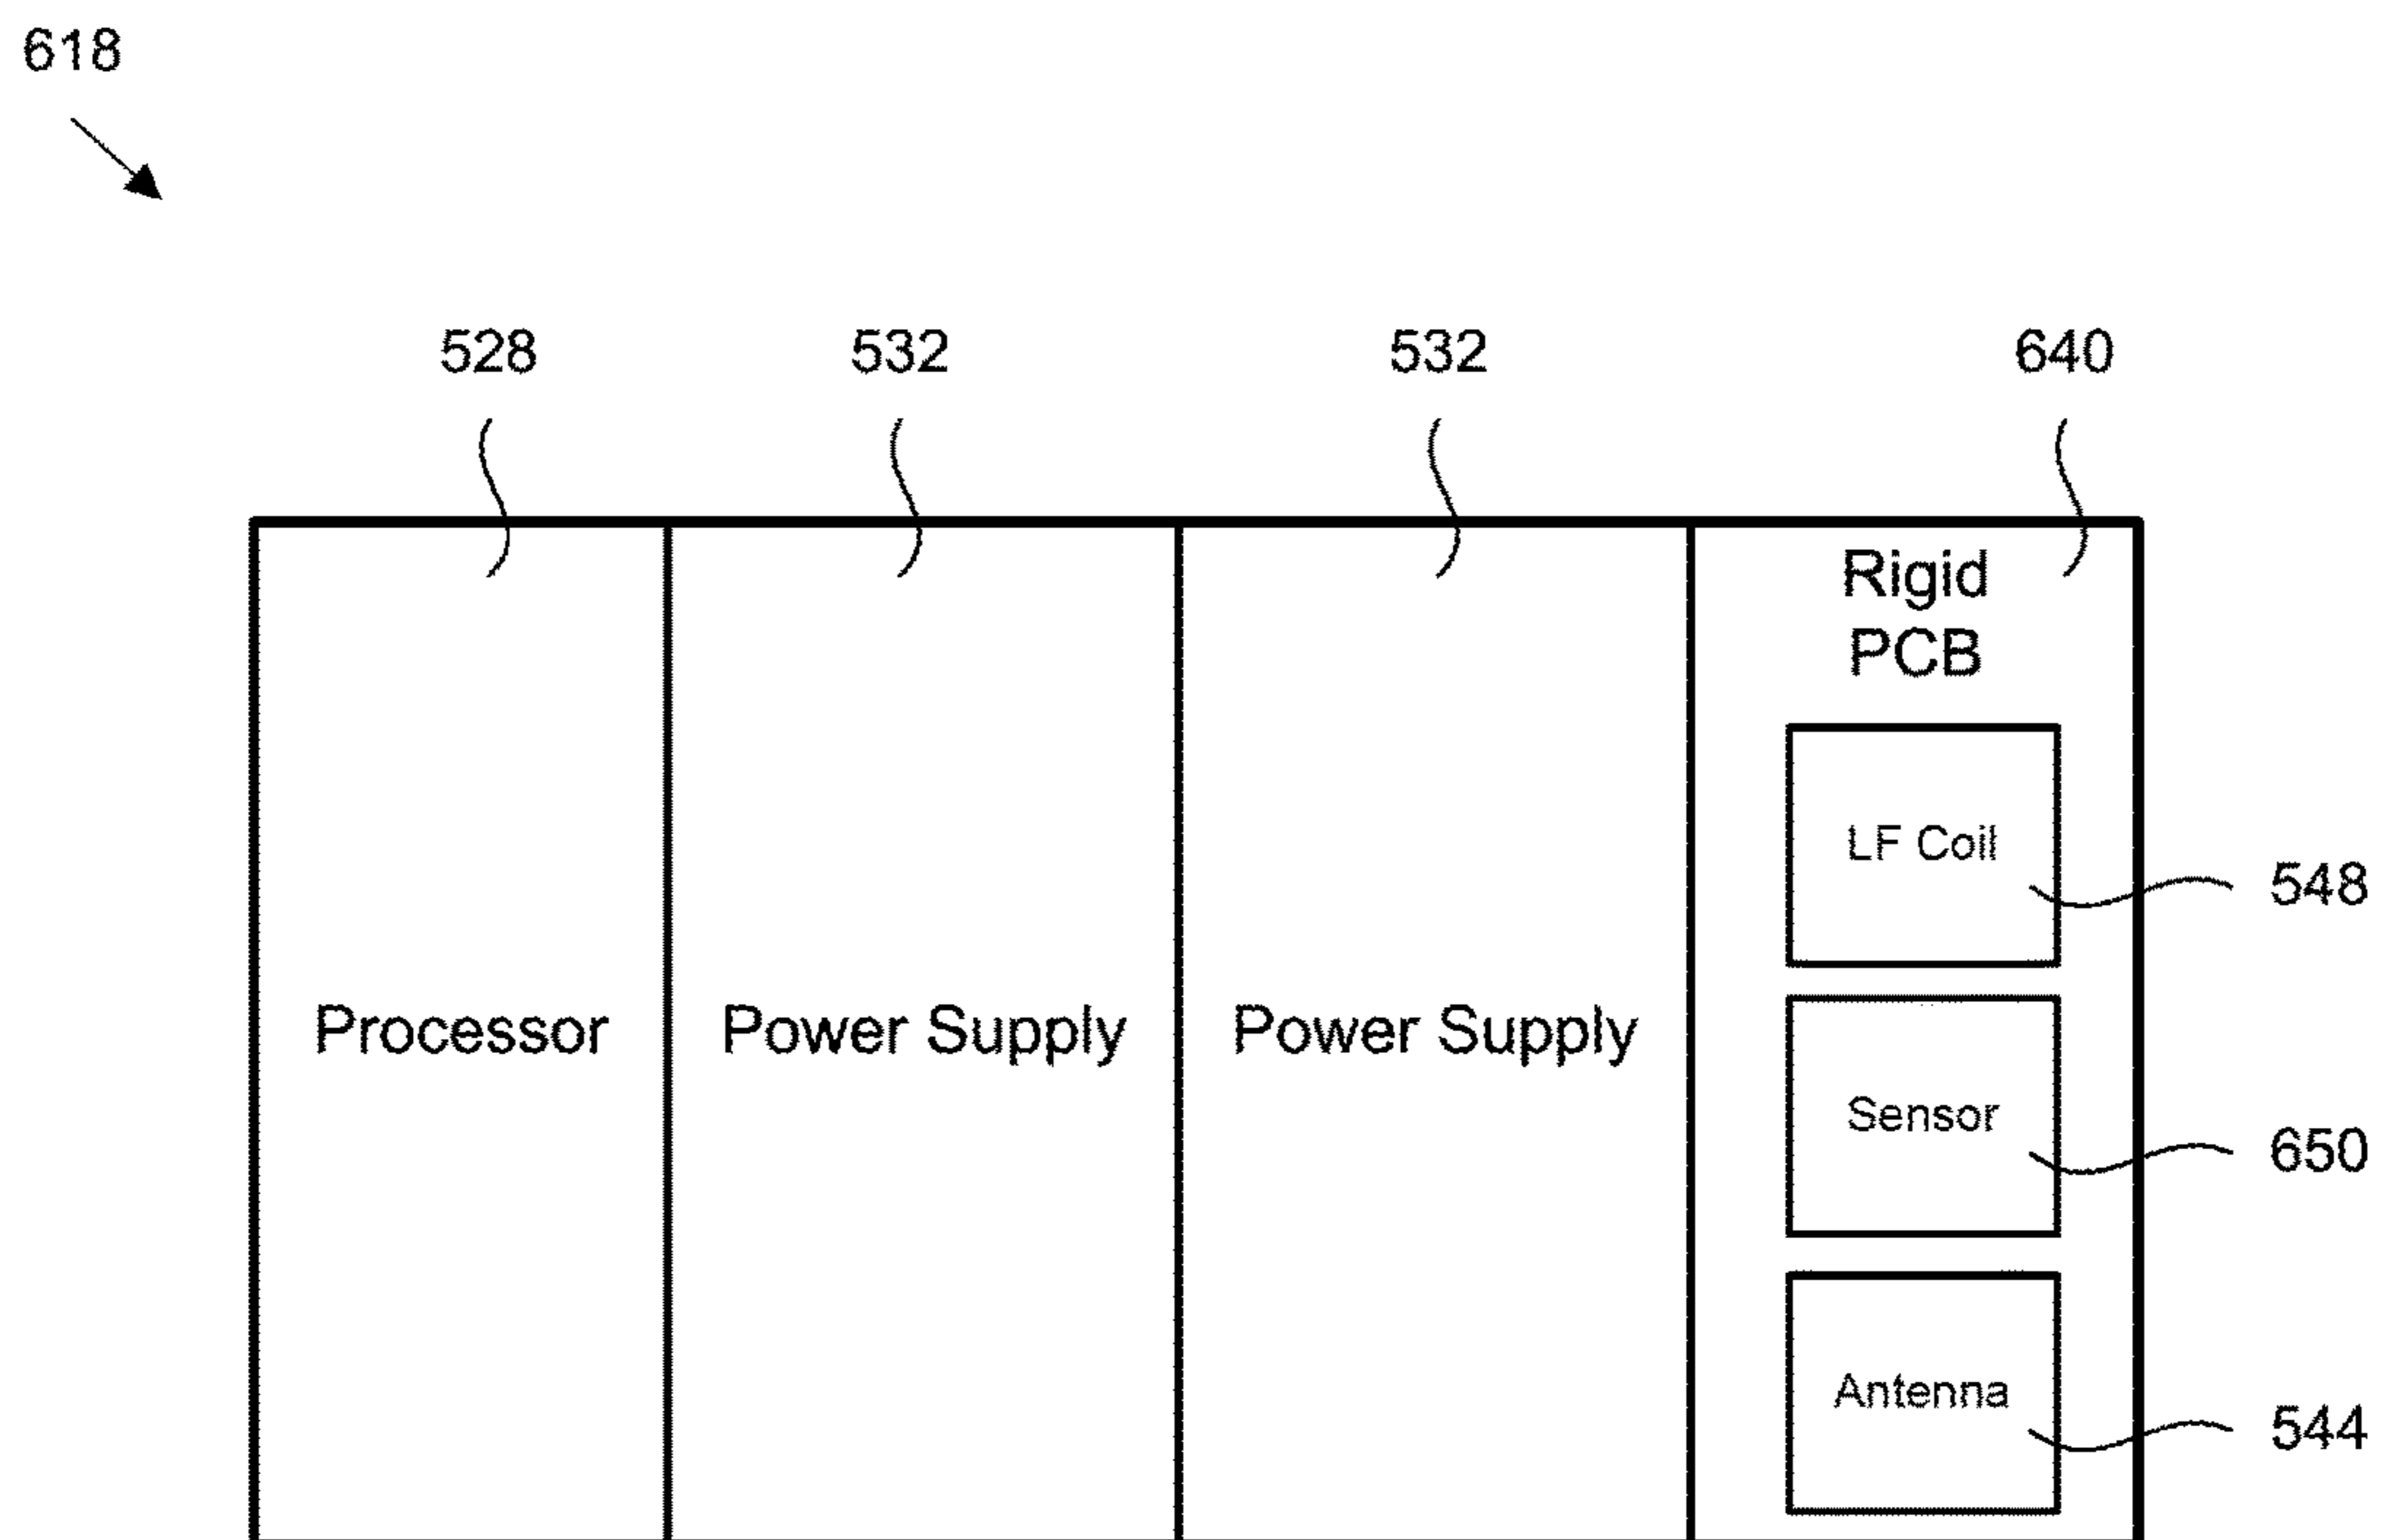 618
528
532
532
640
Rigid
PCB
LF Coil
548
Processor
Power Supply
Power Supply
Sensor
650
Antenna
544